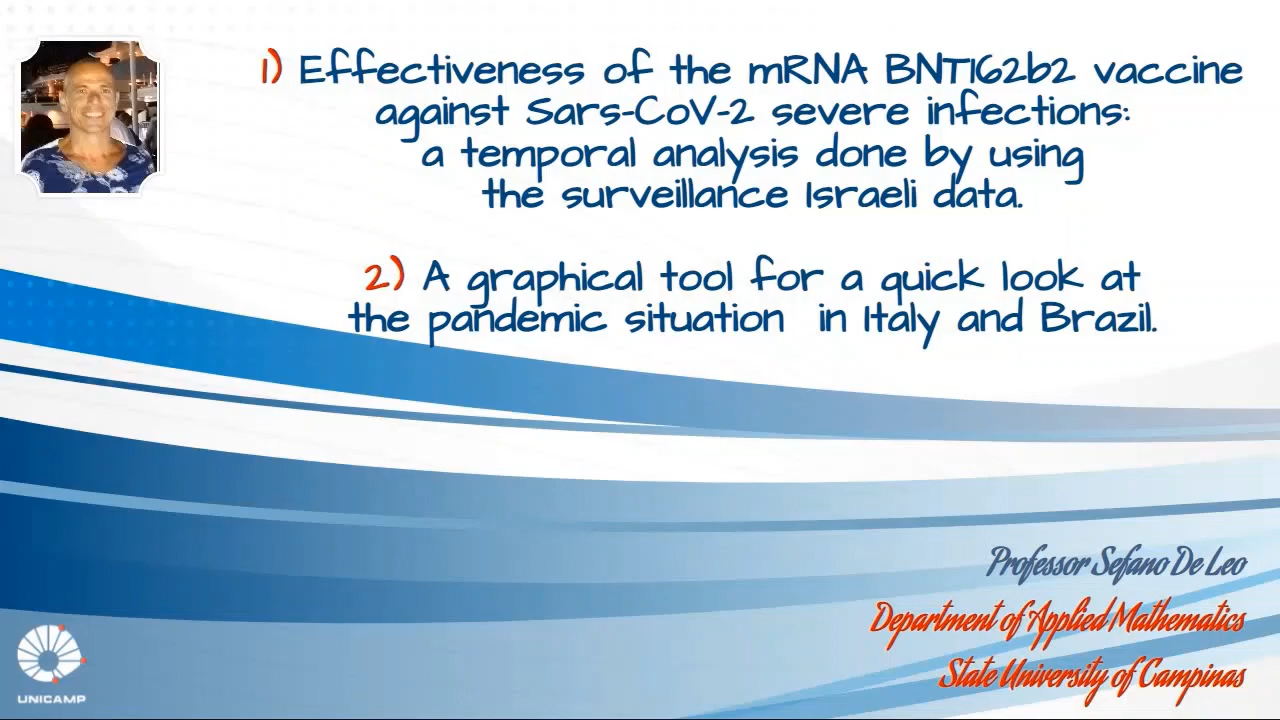 1) Effectiveness of the mRNA BNT162b2 vaccine
against Sars-CoV-2 severe infections:
a temporal analysis done by using
the surveillance Israeli data.
2) A graphical tool for a quick look at
the pandemic situation in Italy and Brazil.
Professor Sefano De Leo
Department of Applied Mathematics
State University of Campinas
UNICAMP